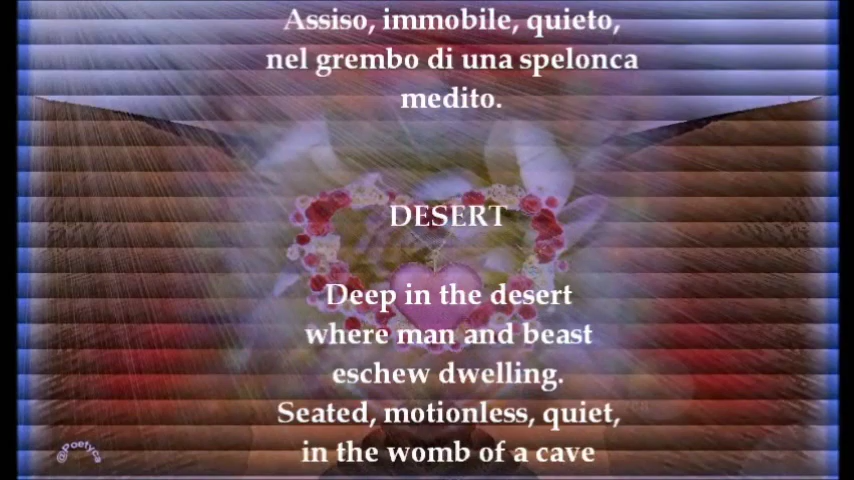 Assiso, immobile, quieto,
nel grembo di una spelonca
medito.
DESERT
Deep in the desert
where man and beast
eschew dwelling.
Seated, motionless, quiet,
in the womb of a cave
@Poetyca